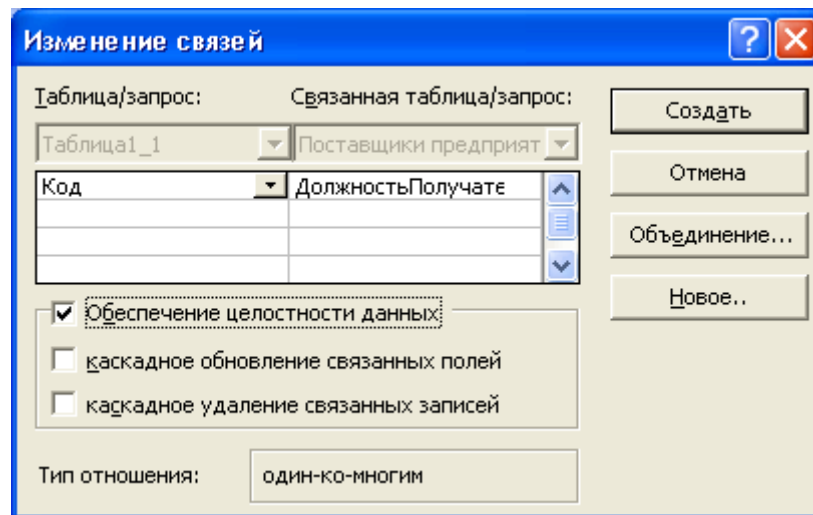 Изменение связей
Таблица/запрос: Связанная таблица/запрос:
Таблица1_1 Поставщики предприят
Код ДолжностьПолучате
Обеспечение целостности данных
каскадное обновление связанных полей
каскадное удаление связанных записей
Тип отношения: один-ко-многим
Создать
Отмена
Объединение...
Новое..